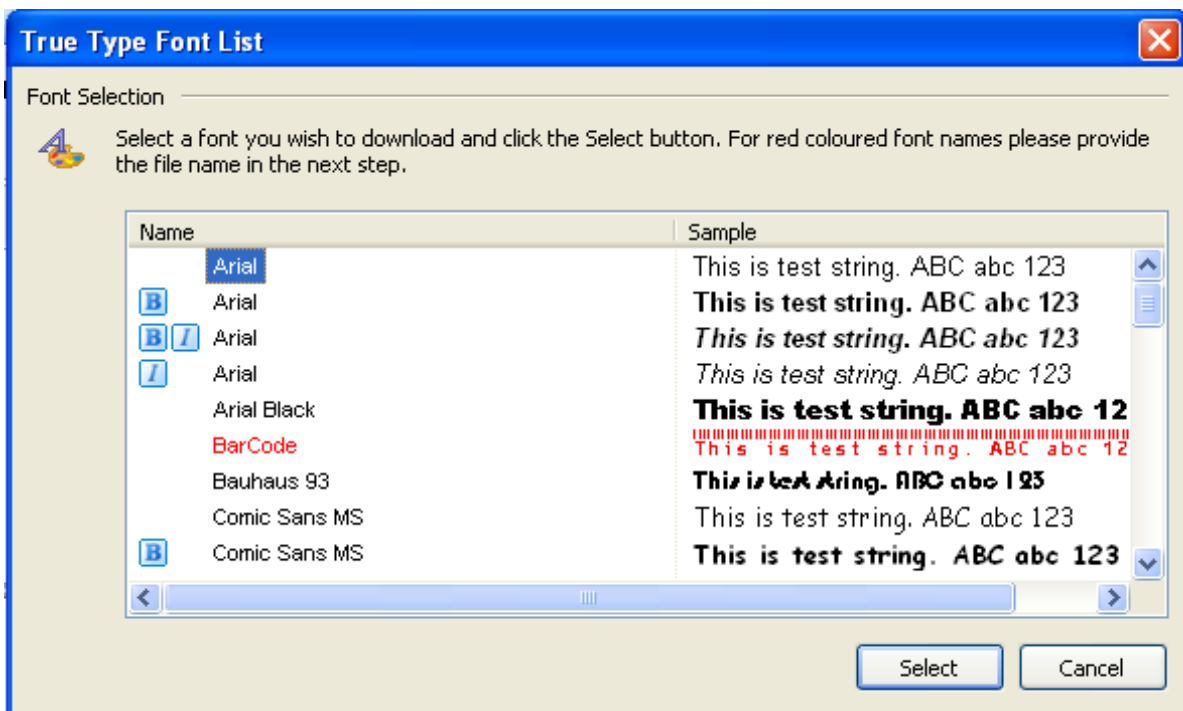 True Type Font List
Font Selection
Select a font you wish to download and click the Select button. For red coloured font names please provide
the file name in the next step.
Name Sample
Arial This is test string. ABC abc 123
B Arial This is test string. ABC abc 123
B I Arial This is test string. ABC abc 123
I Arial This is test string. ABC abc 123
Arial Black This is test string. ABC abc 12
BarCode This is test string. ABC abc 12
Bauhaus 93 This is test string. ABC abc 123
Comic Sans MS This is test string. ABC abc 123
B Comic Sans MS This is test string. ABC abc 123
Select Cancel